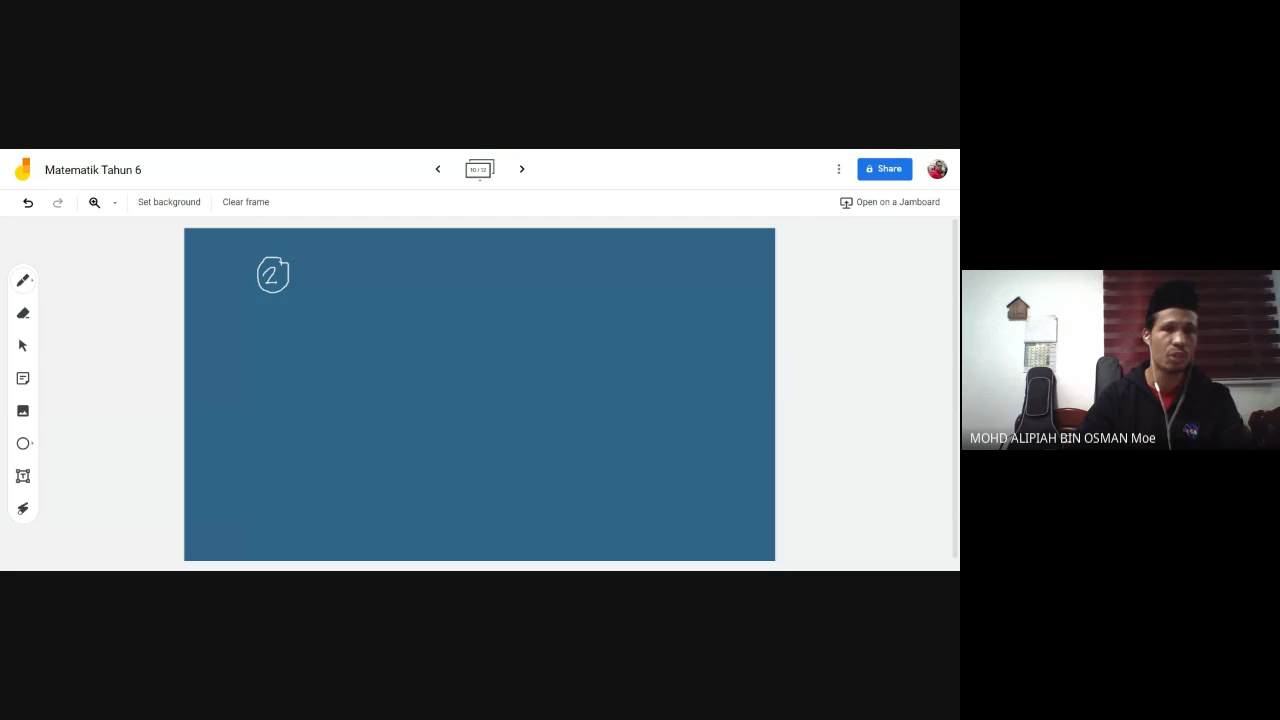 Matematik Tahun 6
10 / 12
Share
Set background
Clear frame
Open on a Jamboard
2
T
NASA
MOHD ALIPIAH BIN OSMAN Moe